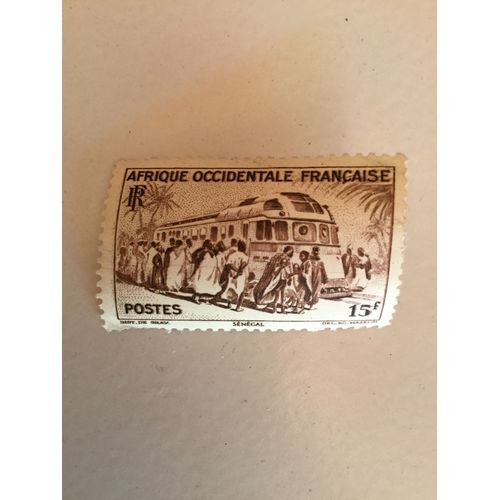 AFRIQUE OCCIDENTALE FRANÇAISE
RF
POSTES
15F
SÉNÉGAL